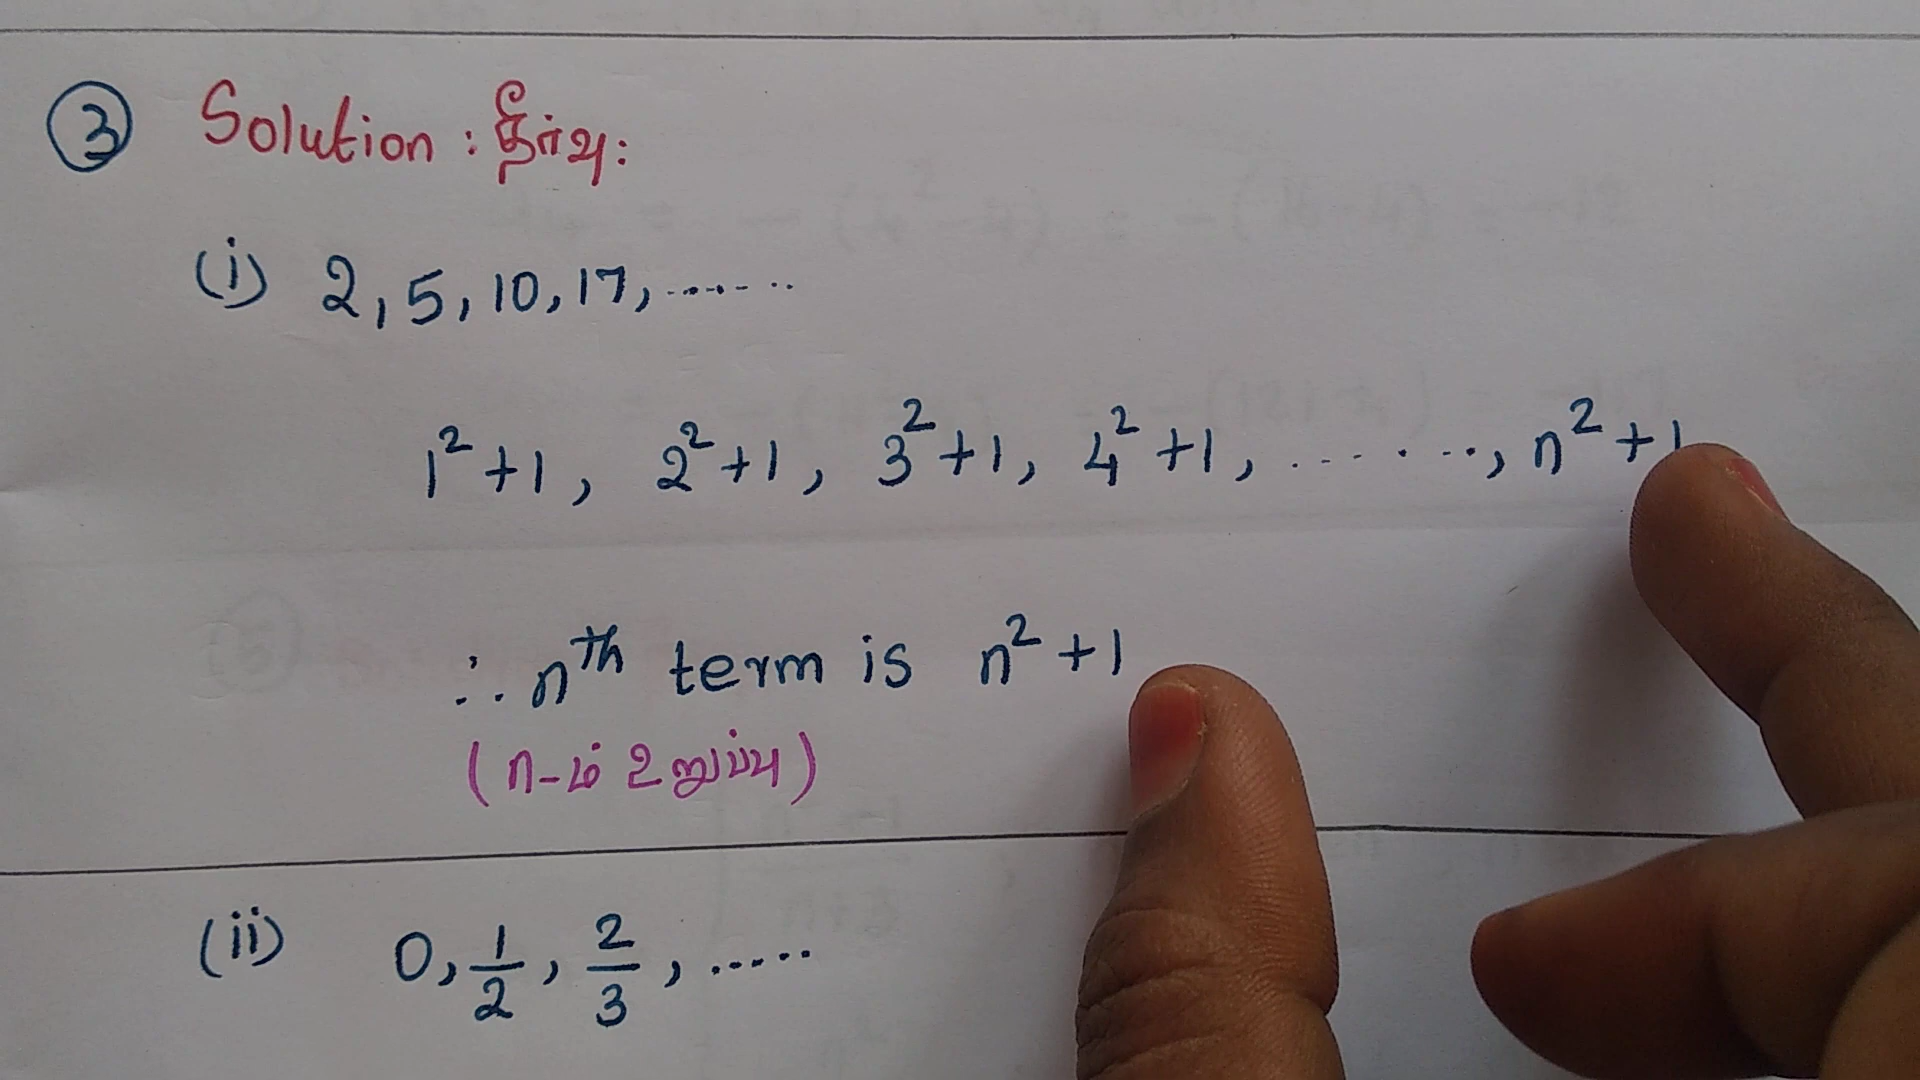 ③ Solution : தீர்வு:
(i) 2, 5, 10, 17, .......
1²+1, 2²+1, 3²+1, 4²+1, ......., n²+1
∴ nᵗʰ term is n²+1
(n-ம் உறுப்பு)
(ii) 0, 1/2, 2/3, .....